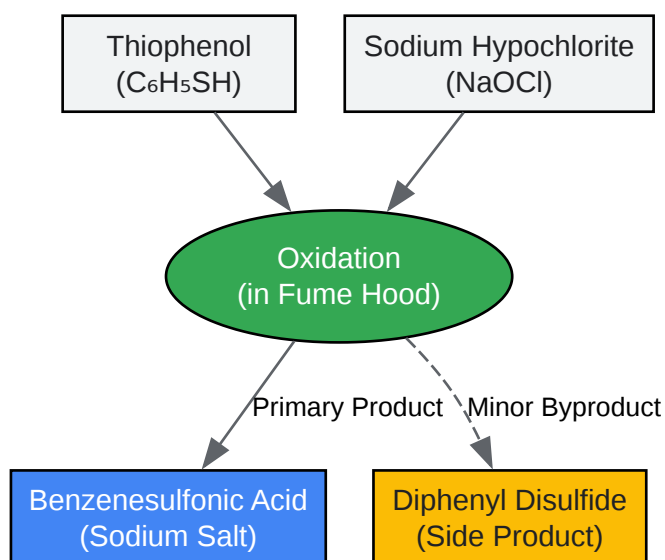 Thiophenol
(C₆H₅SH)
Sodium Hypochlorite
(NaOCl)
Oxidation
(in Fume Hood)
Primary Product
Minor Byproduct
Benzenesulfonic Acid
(Sodium Salt)
Diphenyl Disulfide
(Side Product)